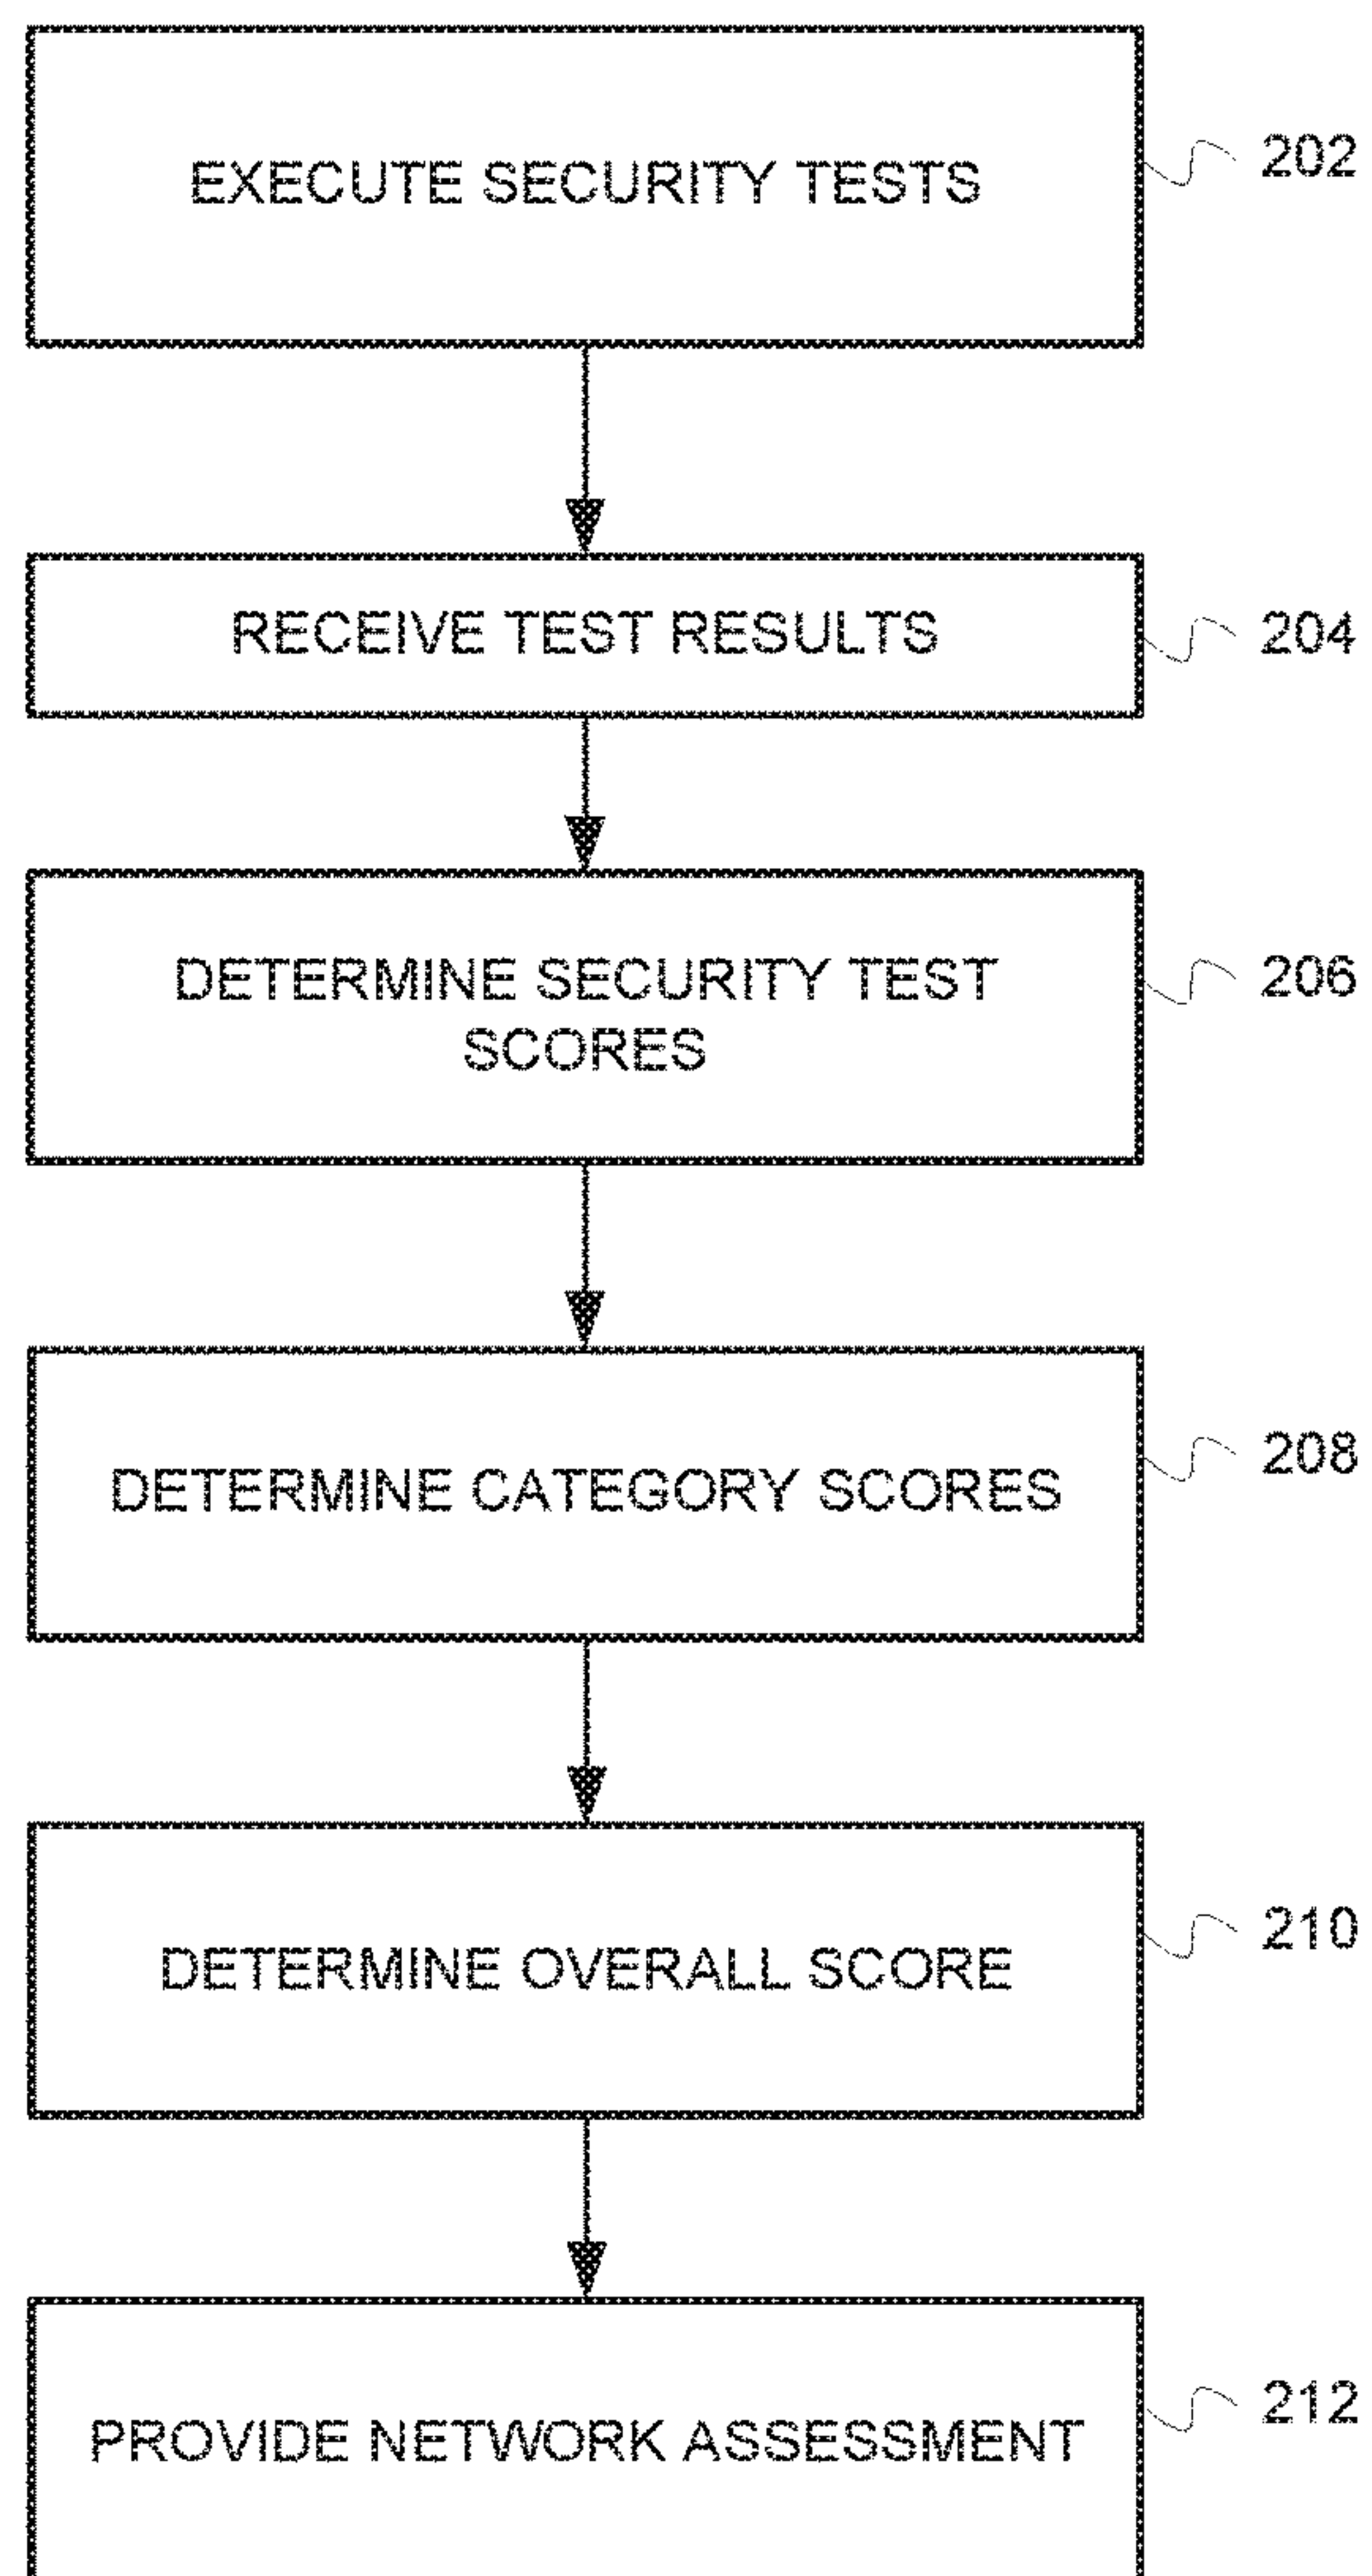 EXECUTE SECURITY TESTS
202
RECEIVE TEST RESULTS
204
DETERMINE SECURITY TEST
SCORES
206
DETERMINE CATEGORY SCORES
208
DETERMINE OVERALL SCORE
210
PROVIDE NETWORK ASSESSMENT
212